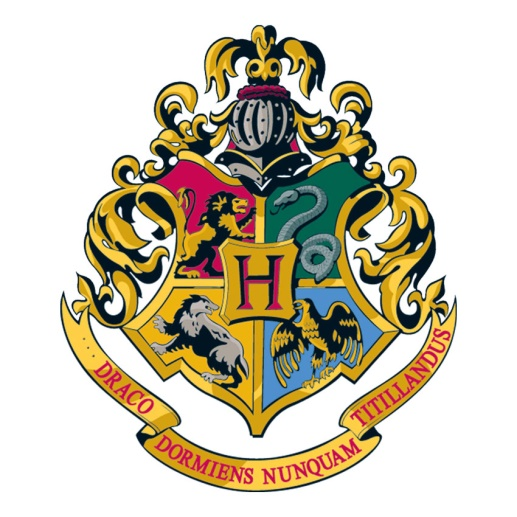 H
... DRACO
DORMIENS NUNQUAM
TITILLANDUS